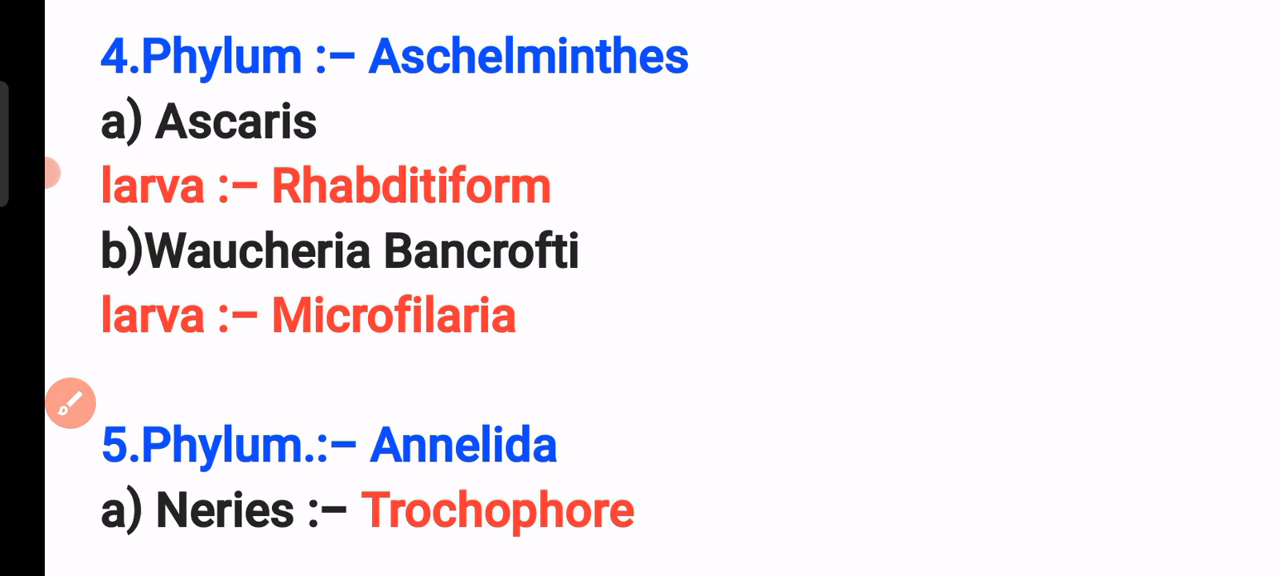 4.Phylum :– Aschelminthes
a) Ascaris
larva :– Rhabditiform
b)Waucheria Bancrofti
larva :– Microfilaria
5.Phylum.:– Annelida
a) Neries :– Trochophore